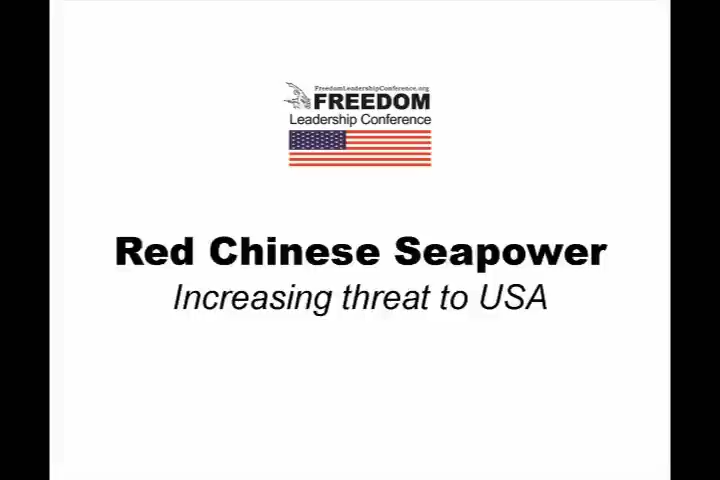 FreedomLeadershipConference.org
FREEDOM
Leadership Conference
Red Chinese Seapower
Increasing threat to USA